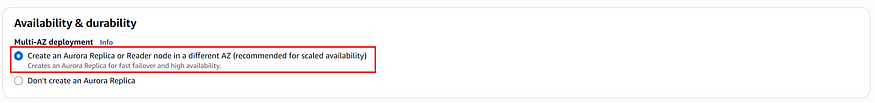 Availability & durability
Multi-AZ deployment Info
Create an Aurora Replica or Reader node in a different AZ (recommended for scaled availability)
Creates an Aurora Replica for fast failover and high availability.
Don't create an Aurora Replica